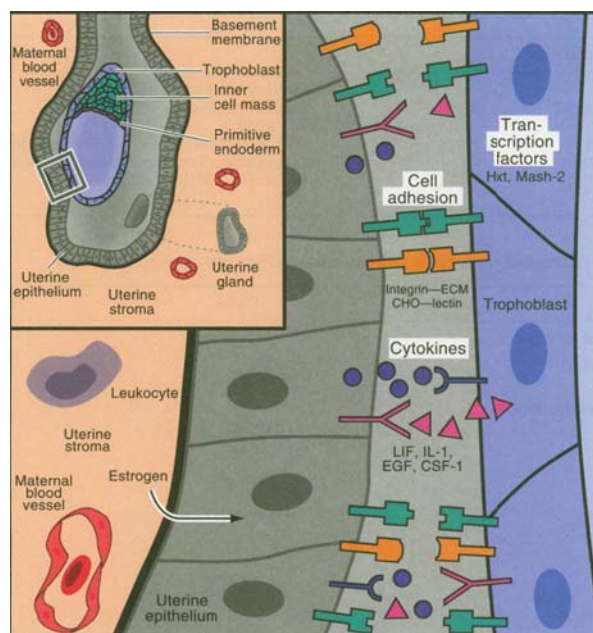 Basement
membrane
Maternal
blood
vessel
Trophoblast
Inner
cell mass
Primitive
endoderm
Uterine
epithelium
Uterine
stroma
Uterine
gland
Tran-
scription
factors
Hxt, Mash-2
Cell
adhesion
Integrin—ECM
CHO—lectin
Trophoblast
Cytokines
LIF, IL-1,
EGF, CSF-1
Leukocyte
Uterine
stroma
Maternal
blood
vessel
Estrogen
Uterine
epithelium